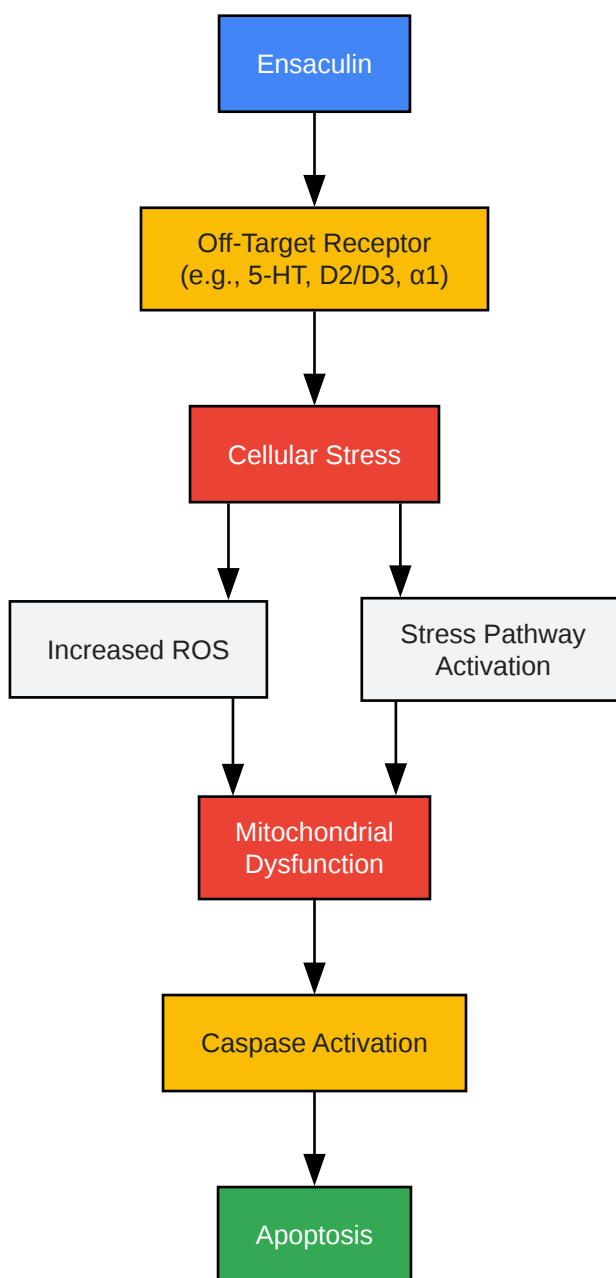 Ensaculin
Off-Target Receptor
(e.g., 5-HT, D2/D3, α1)
Cellular Stress
Increased ROS
Stress Pathway
Activation
Mitochondrial
Dysfunction
Caspase Activation
Apoptosis